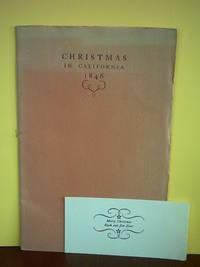 CHRISTMAS
IN CALIFORNIA
1846
Merry Christmas